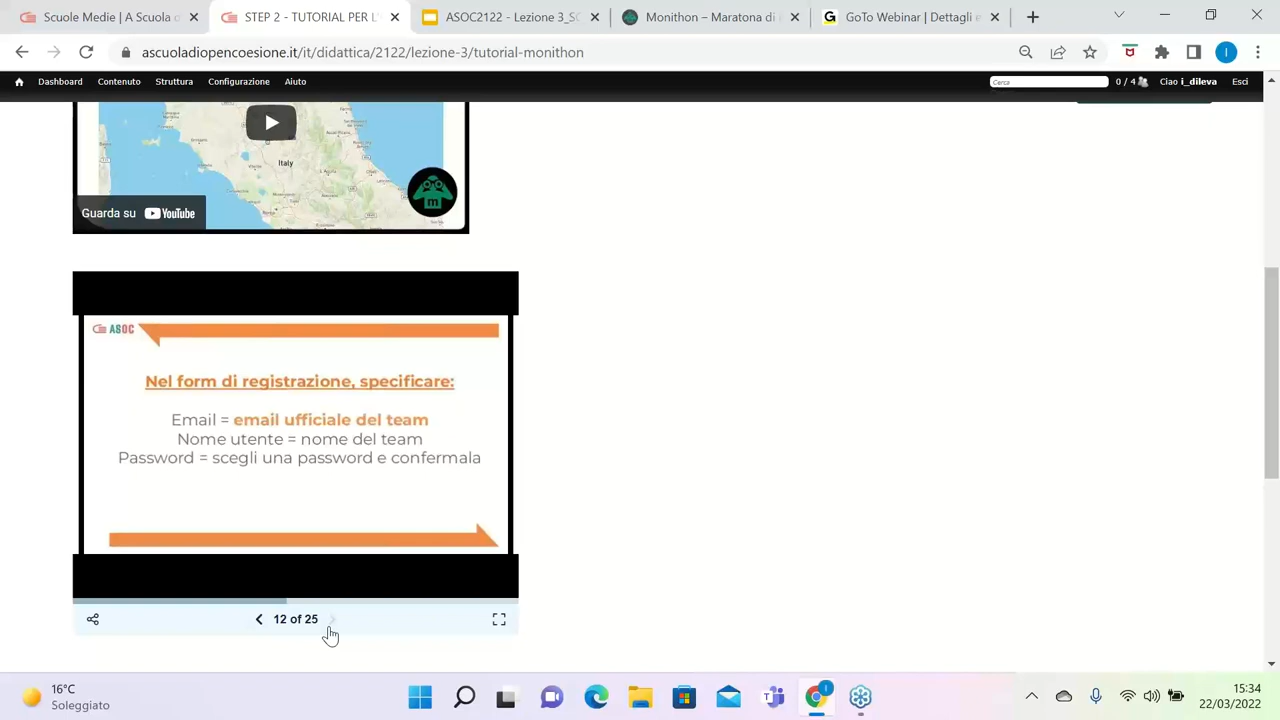 Scuole Medie | A Scuola o
STEP 2 - TUTORIAL PER L'
ASOC2122 - Lezione 3_SC
Monithon – Maratona di
GoTo Webinar | Dettagli e
ascuoladiopencoesione.it/it/didattica/2122/lezione-3/tutorial-monithon
Dashboard Contenuto Struttura Configurazione Aiuto
Cerca
0 / 4
Ciao i_dileva
Esci
Italy
m
Guarda su YouTube
ASOC
Nel form di registrazione, specificare:
Email = email ufficiale del team
Nome utente = nome del team
Password = scegli una password e confermala
12 of 25
16°C
Soleggiato
15:34
22/03/2022